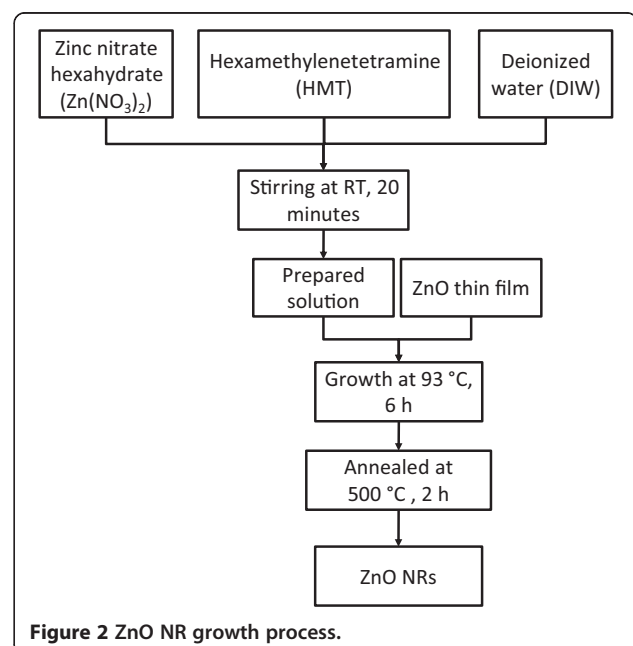 Zinc nitrate
hexahydrate
(Zn(NO₃)₂)
Hexamethylenetetramine
(HMT)
Deionized
water (DIW)
Stirring at RT, 20
minutes
Prepared
solution
ZnO thin film
Growth at 93 °C,
6 h
Annealed at
500 °C , 2 h
ZnO NRs
Figure 2 ZnO NR growth process.